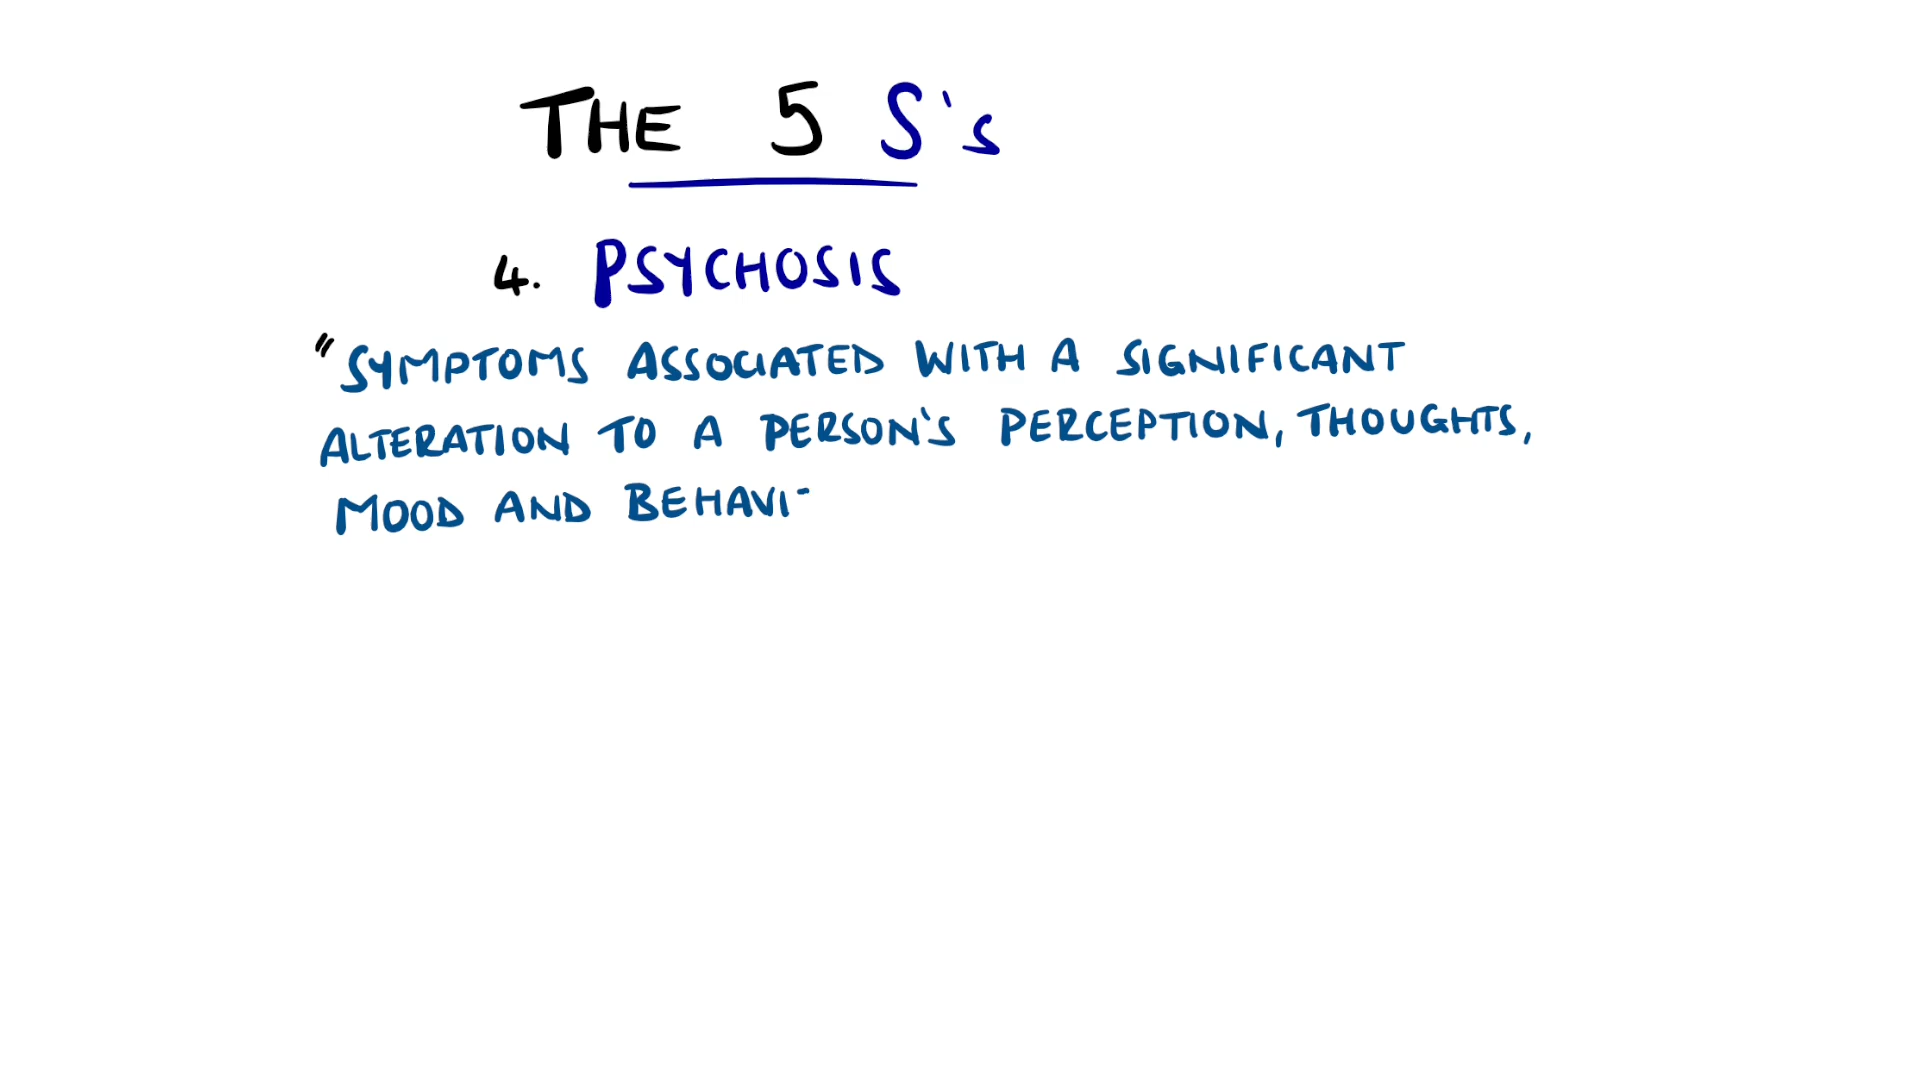 THE 5 S's
4. PSYCHOSIS
"SYMPTOMS ASSOCIATED WITH A SIGNIFICANT
ALTERATION TO A PERSON'S PERCEPTION, THOUGHTS,
MOOD AND BEHAVI